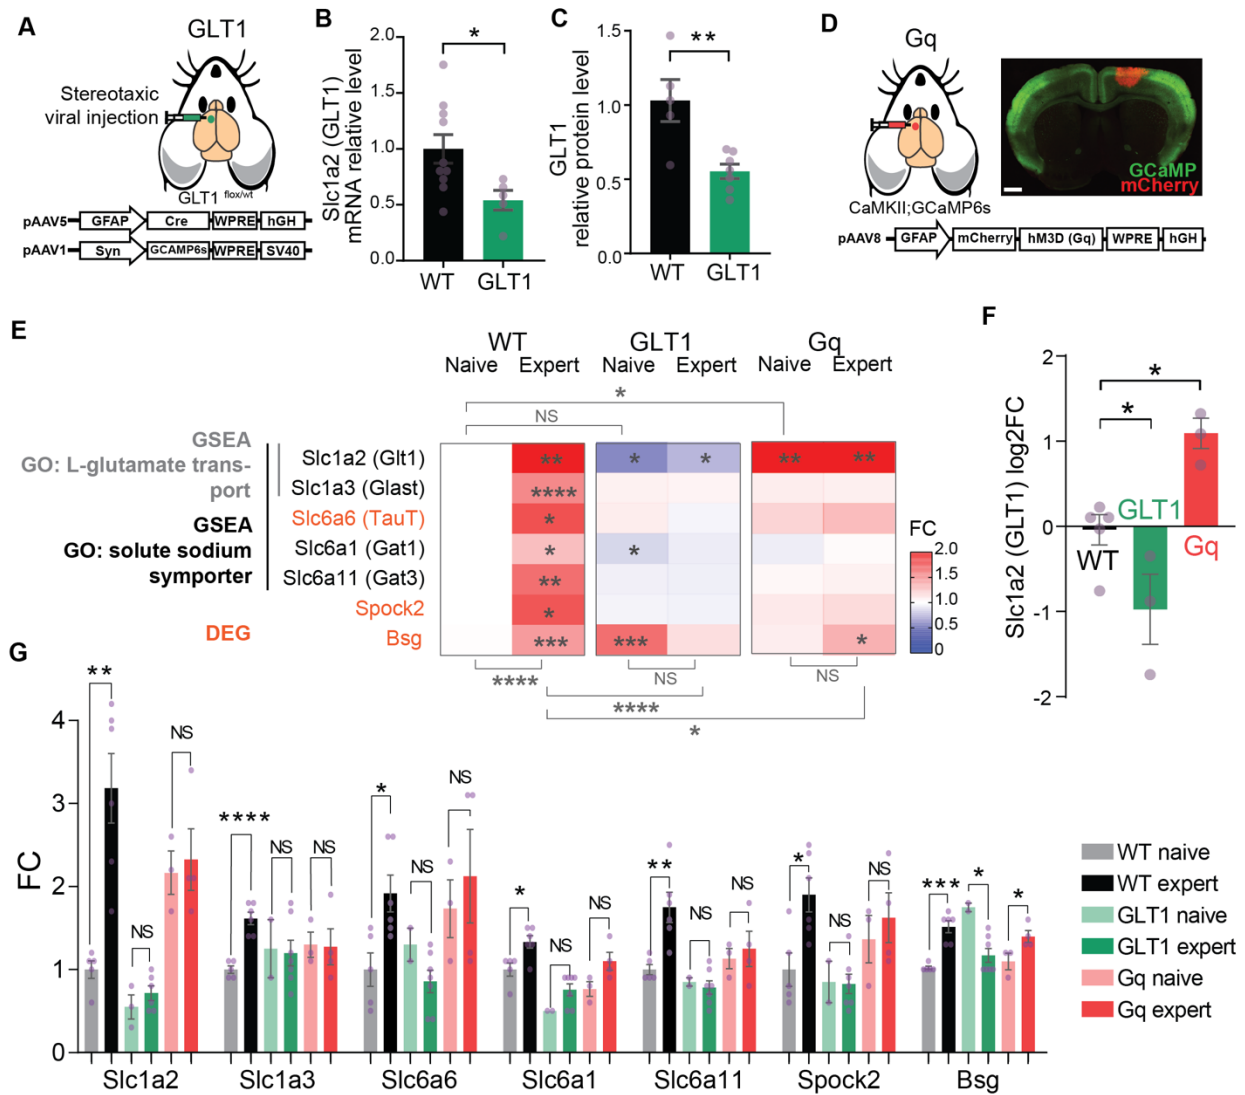 A
GLT1
Stereotaxic
viral injection
GLT1 flox/wt
pAAV5 GFAP Cre WPRE hGH
pAAV1 Syn GCAMP6s WPRE SV40
B
Slc1a2 (GLT1)
mRNA relative level
2.0
1.5
1.0
0.5
0.0
*
WT GLT1
C
GLT1
relative protein level
1.5
1.0
0.5
0.0
**
WT GLT1
D
Gq
GCaMP
mCherry
CaMKII;GCaMP6s
pAAV8 GFAP mCherry hM3D (Gq) WPRE hGH
E
WT GLT1 Gq
Naive Expert Naive Expert Naive Expert
*
NS
GSEA
GO: L-glutamate trans-
port
GSEA
GO: solute sodium
symporter
DEG
Slc1a2 (Glt1) ** * * ** **
Slc1a3 (Glast) ****
Slc6a6 (TauT) *
Slc6a1 (Gat1) * *
Slc6a11 (Gat3) **
Spock2 *
Bsg *** *** *
**** NS NS
****
*
FC
2.0
1.5
1.0
0.5
0
F
Slc1a2 (GLT1) log2FC
2
1
0
-1
-2
*
*
WT
GLT1
Gq
G
FC
4
3
2
1
0
** NS NS
**** NS NS
* NS NS
* NS NS
** NS NS
* NS NS
*** * *
Slc1a2 Slc1a3 Slc6a6 Slc6a1 Slc6a11 Spock2 Bsg
WT naive
WT expert
GLT1 naive
GLT1 expert
Gq naive
Gq expert